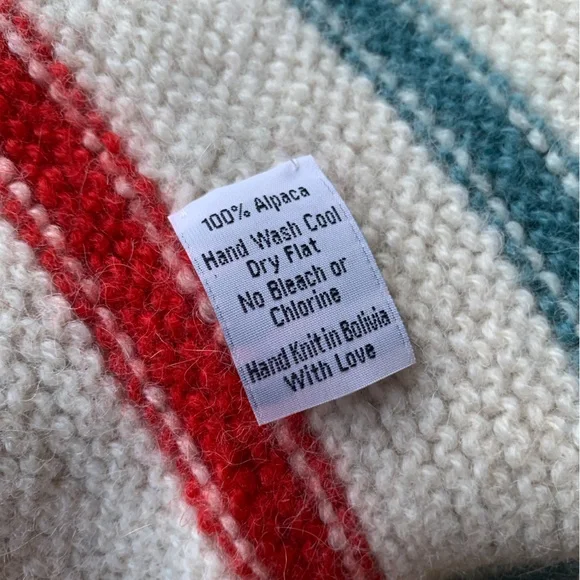 100% Alpaca
Hand Wash Cool
Dry Flat
No Bleach or
Chlorine
Hand Knit in Bolivia
With Love